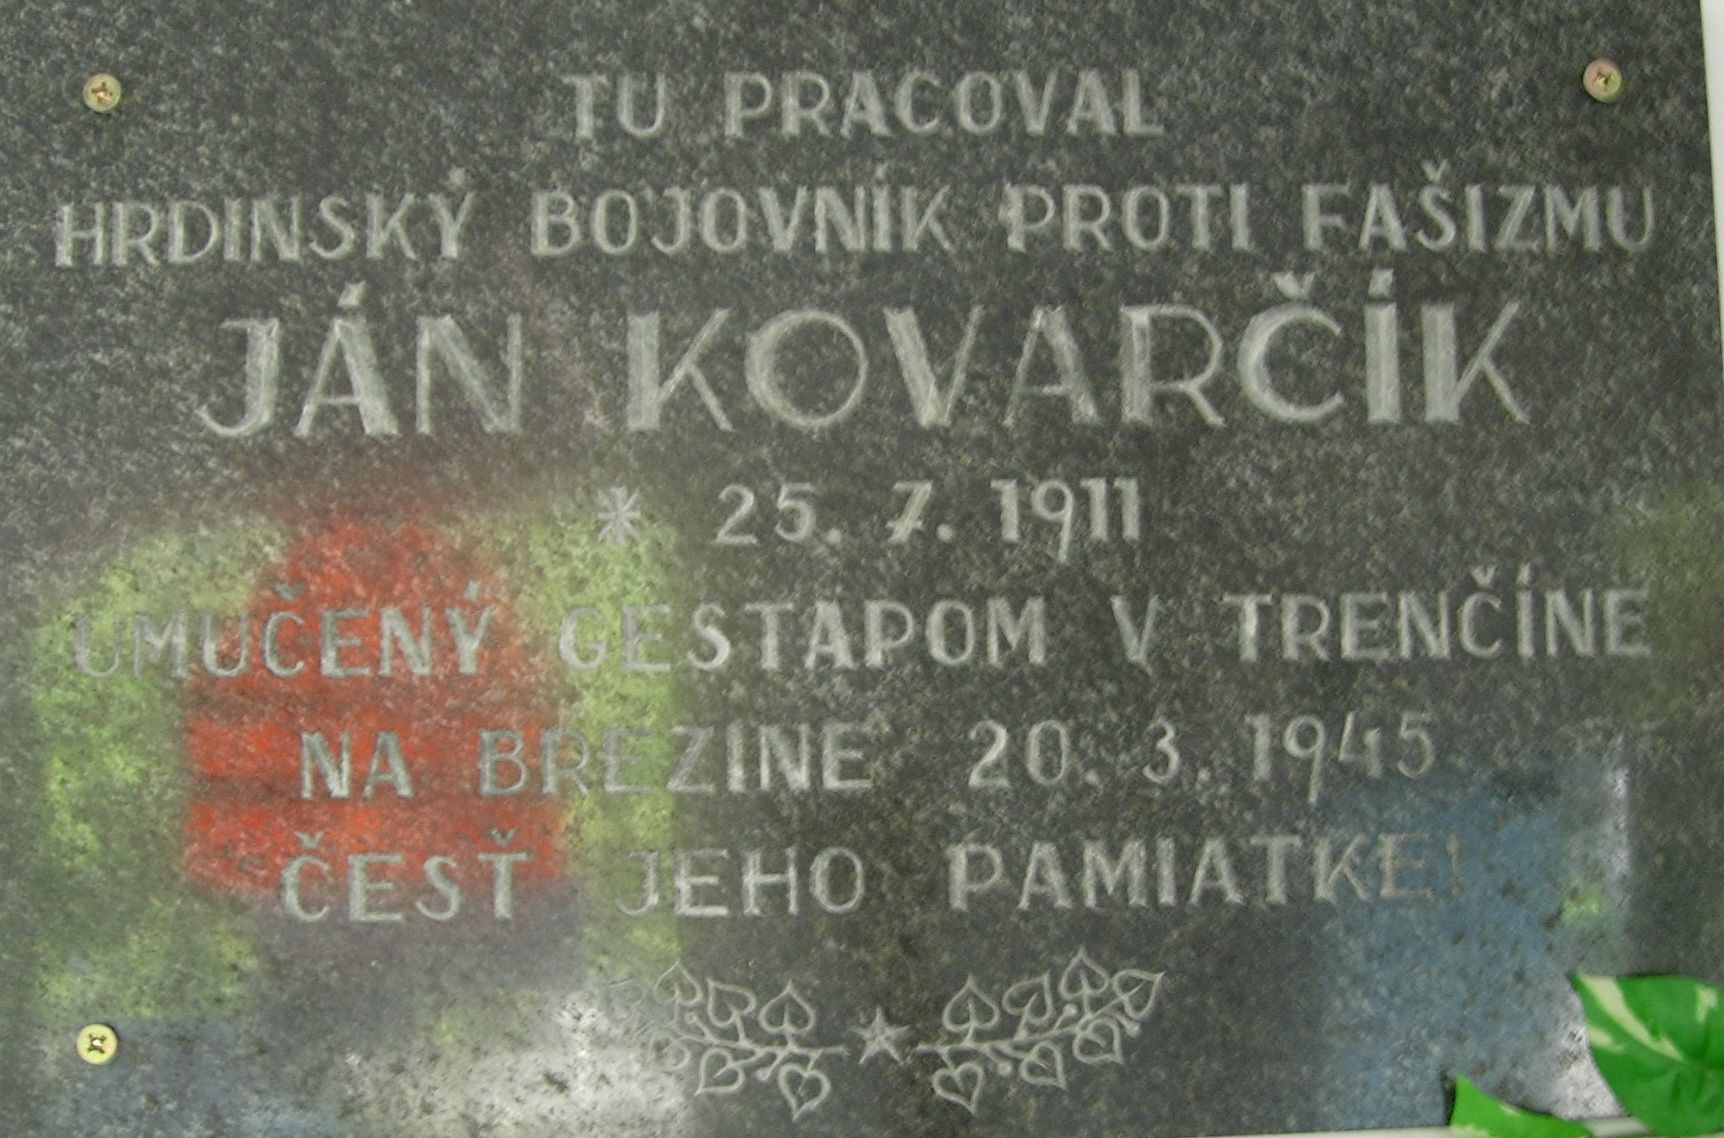 TU PRACOVAL
HRDINSKÝ BOJOVNÍK PROTI FAŠIZMU
JÁN KOVARČÍK
* 25. 7. 1911
UMUČENÝ GESTAPOM V TRENČÍNE
NA BREZINE 20. 3. 1945
ČESŤ JEHO PAMIATKE!